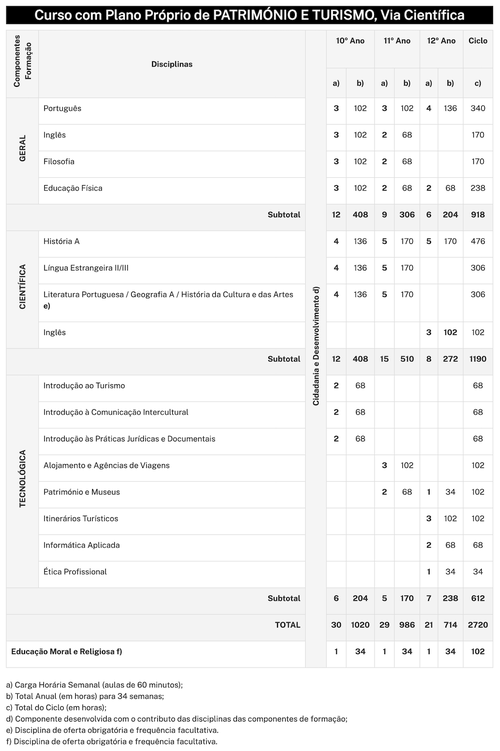 Curso com Plano Próprio de PATRIMÓNIO E TURISMO, Via Científica
Componentes Formação Disciplinas 10º Ano 11º Ano 12º Ano Ciclo
a) b) a) b) a) b) c)
GERAL
Português 3 102 3 102 4 136 340
Inglês 3 102 2 68 170
Filosofia 3 102 2 68 170
Educação Física 3 102 2 68 2 68 238
Subtotal 12 408 9 306 6 204 918
CIENTÍFICA
História A 4 136 5 170 5 170 476
Língua Estrangeira II/III 4 136 5 170 306
Literatura Portuguesa / Geografia A / História da Cultura e das Artes 4 136 5 170 306
e)
Inglês 3 102 102
Subtotal 12 408 15 510 8 272 1190
Cidadania e Desenvolvimento d)
TECNOLÓGICA
Introdução ao Turismo 2 68 68
Introdução à Comunicação Intercultural 2 68 68
Introdução às Práticas Jurídicas e Documentais 2 68 68
Alojamento e Agências de Viagens 3 102 102
Património e Museus 2 68 1 34 102
Itinerários Turísticos 3 102 102
Informática Aplicada 2 68 68
Ética Profissional 1 34 34
Subtotal 6 204 5 170 7 238 612
TOTAL 30 1020 29 986 21 714 2720
Educação Moral e Religiosa f) 1 34 1 34 1 34 102
a) Carga Horária Semanal (aulas de 60 minutos);
b) Total Anual (em horas) para 34 semanas;
c) Total do Ciclo (em horas);
d) Componente desenvolvida com o contributo das disciplinas das componentes de formação;
e) Disciplina de oferta obrigatória e frequência facultativa.
f) Disciplina de oferta obrigatória e frequência facultativa.